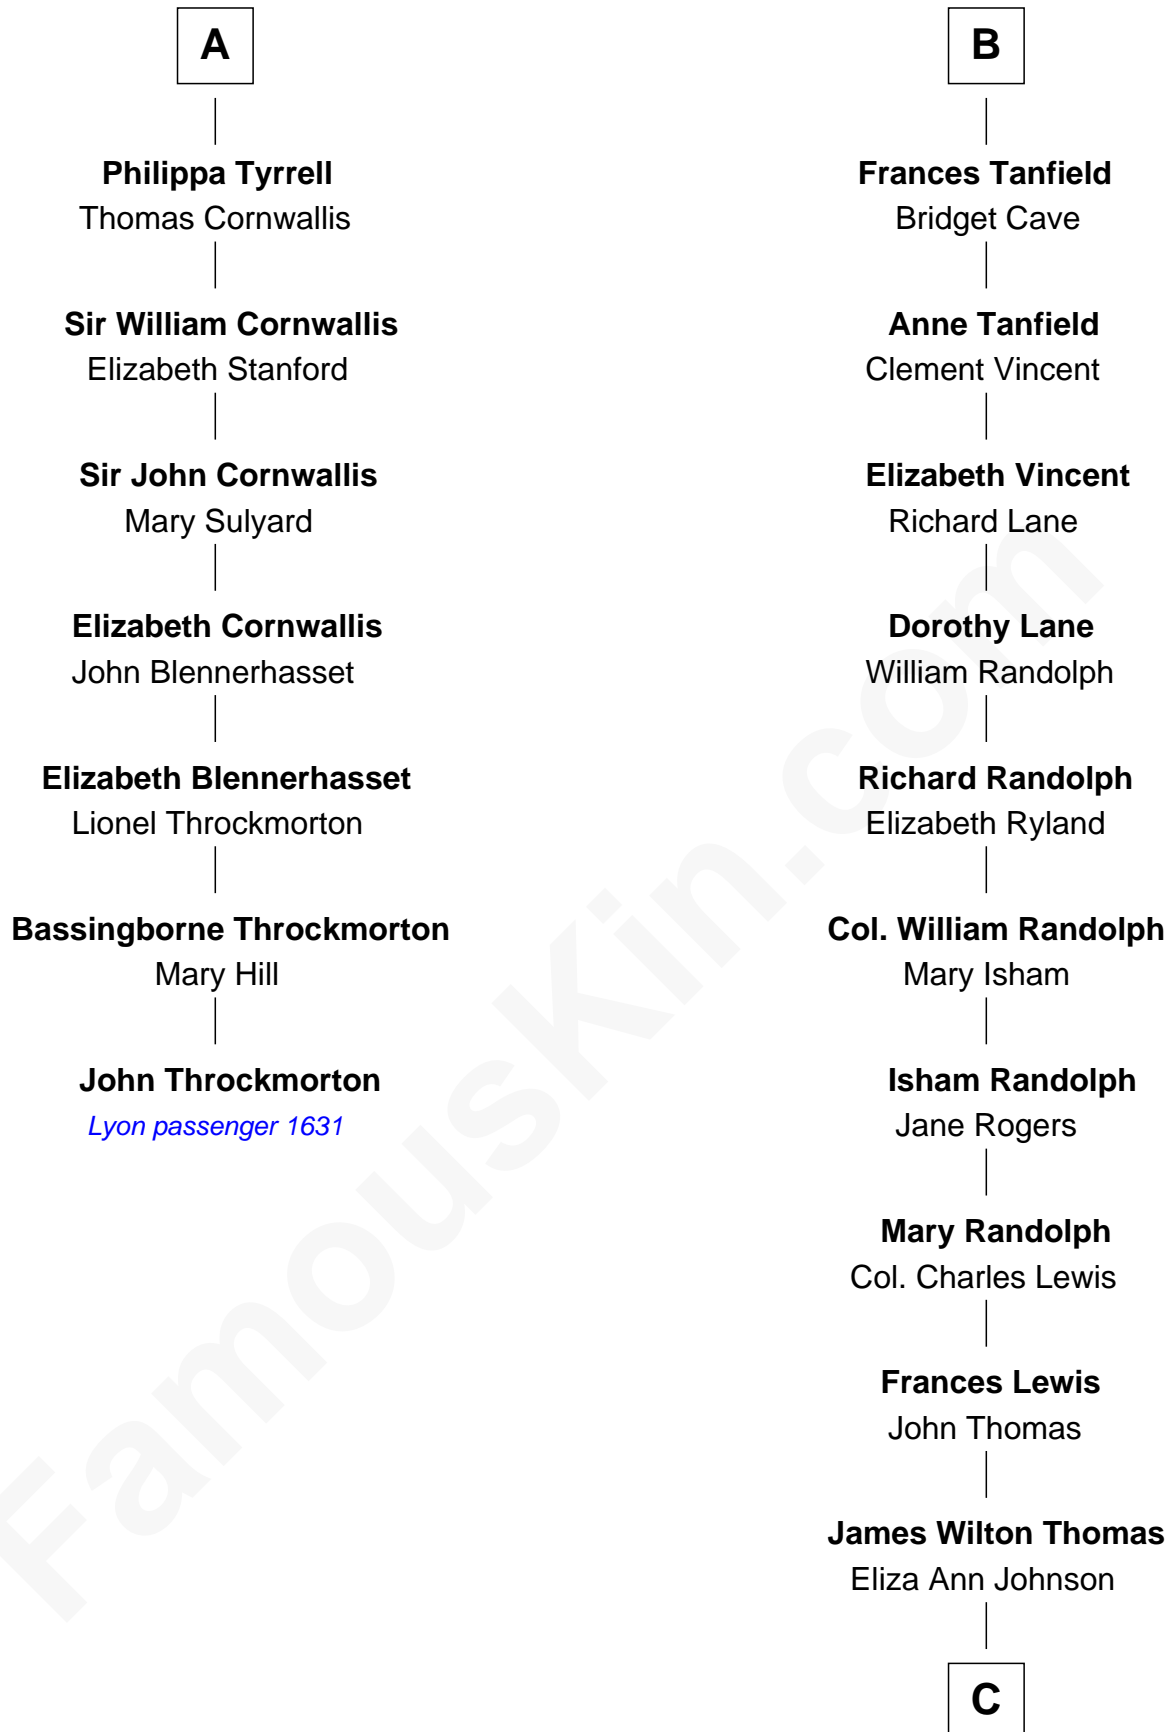 A
Philippa Tyrrell
Thomas Cornwallis
Sir William Cornwallis
Elizabeth Stanford
Sir John Cornwallis
Mary Sulyard
Elizabeth Cornwallis
John Blennerhasset
Elizabeth Blennerhasset
Lionel Throckmorton
Bassingborne Throckmorton
Mary Hill
John Throckmorton
Lyon passenger 1631
B
Frances Tanfield
Bridget Cave
Anne Tanfield
Clement Vincent
Elizabeth Vincent
Richard Lane
Dorothy Lane
William Randolph
Richard Randolph
Elizabeth Ryland
Col. William Randolph
Mary Isham
Isham Randolph
Jane Rogers
Mary Randolph
Col. Charles Lewis
Frances Lewis
John Thomas
James Wilton Thomas
Eliza Ann Johnson
C
FamousKin.com